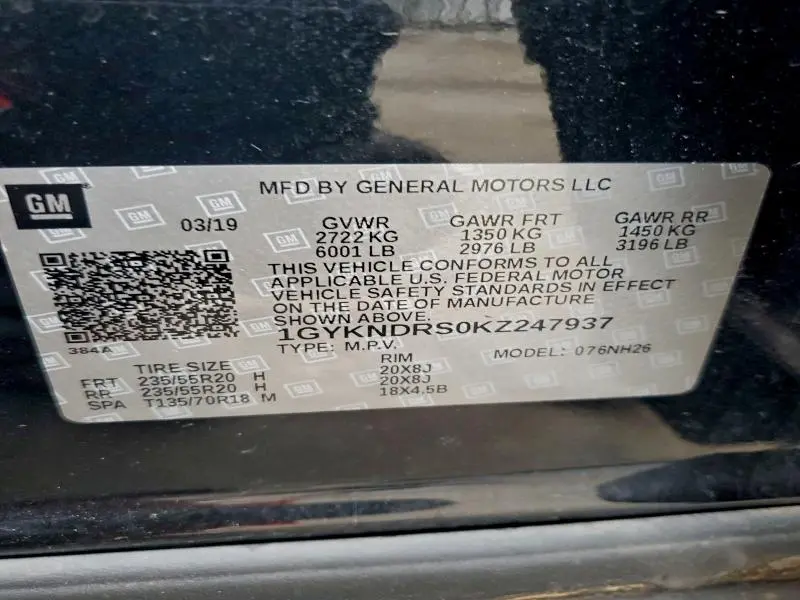 GM
MFD BY GENERAL MOTORS LLC
03/19 GVWR GAWR FRT GAWR RR
2722 KG 1350 KG 1450 KG
6001 LB 2976 LB 3196 LB
THIS VEHICLE CONFORMS TO ALL
APPLICABLE U.S. FEDERAL MOTOR
VEHICLE SAFETY STANDARDS IN EFFECT
ON THE DATE OF MANUFACTURE
SHOWN ABOVE.
1GYKNDRS0KZ247937
384A TYPE: M.P.V. MODEL: 076NH26
TIRE SIZE RIM
FRT 235/55R20 H 20X8J
RR 235/55R20 H 20X8J
SPA T135/70R18 M 18X4.5B